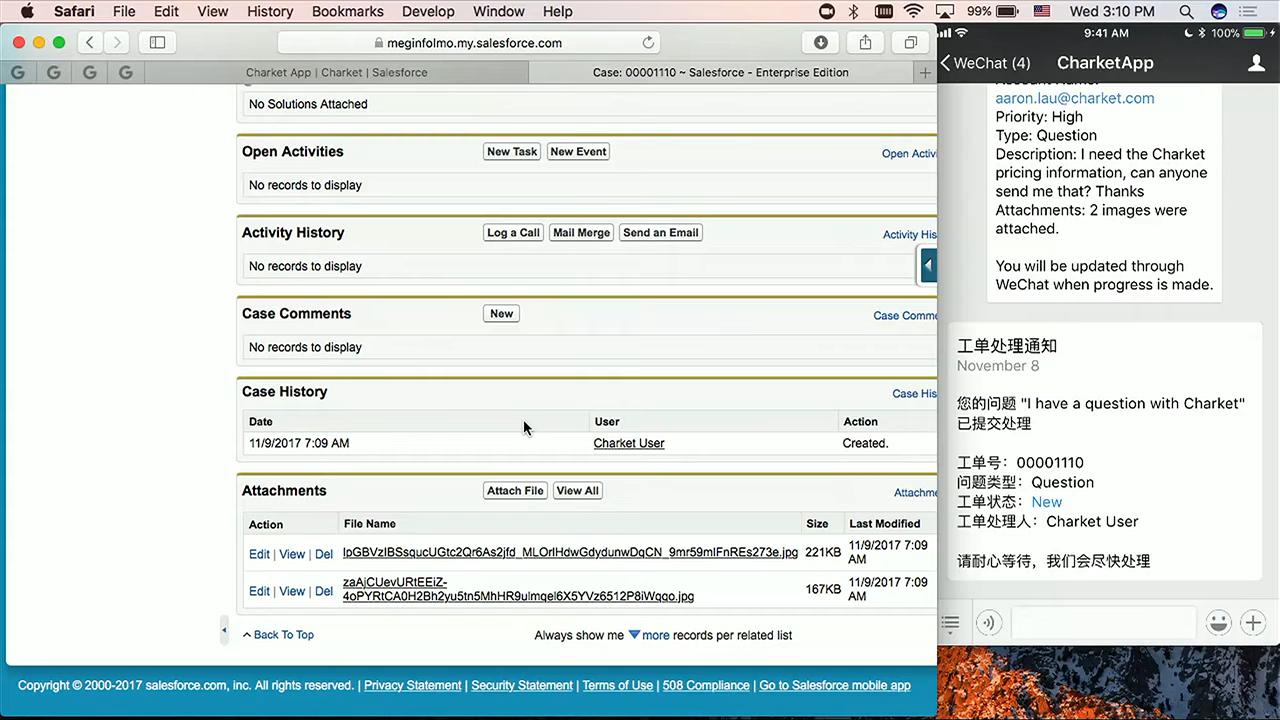 Safari File Edit View History Bookmarks Develop Window Help 99% Wed 3:10 PM
meginfolmo.my.salesforce.com
G G G G Charket App | Charket | Salesforce Case: 00001110 ~ Salesforce - Enterprise Edition
No Solutions Attached
Open Activities New Task New Event Open Activi
No records to display
Activity History Log a Call Mail Merge Send an Email Activity His
No records to display
Case Comments New Case Comme
No records to display
Case History Case His
Date User Action
11/9/2017 7:09 AM Charket User Created.
Attachments Attach File View All Attachme
Action File Name Size Last Modified
Edit | View | Del 221KB 11/9/2017 7:09 AM
zaAjCUevURtEEiZ-
Edit | View | Del 167KB 11/9/2017 7:09 AM
Back To Top Always show me more records per related list
Copyright © 2000-2017 salesforce.com, inc. All rights reserved. | Privacy Statement | Security Statement | Terms of Use | 508 Compliance | Go to Salesforce mobile app
9:41 AM 100%
WeChat (4) CharketApp
aaron.lau@charket.com
Priority: High
Type: Question
Description: I need the Charket
pricing information, can anyone
send me that? Thanks
Attachments: 2 images were
attached.
You will be updated through
WeChat when progress is made.
工单处理通知
November 8
您的问题 "I have a question with Charket"
已提交处理
工单号：00001110
问题类型：Question
工单状态：New
工单处理人：Charket User
请耐心等待，我们会尽快处理